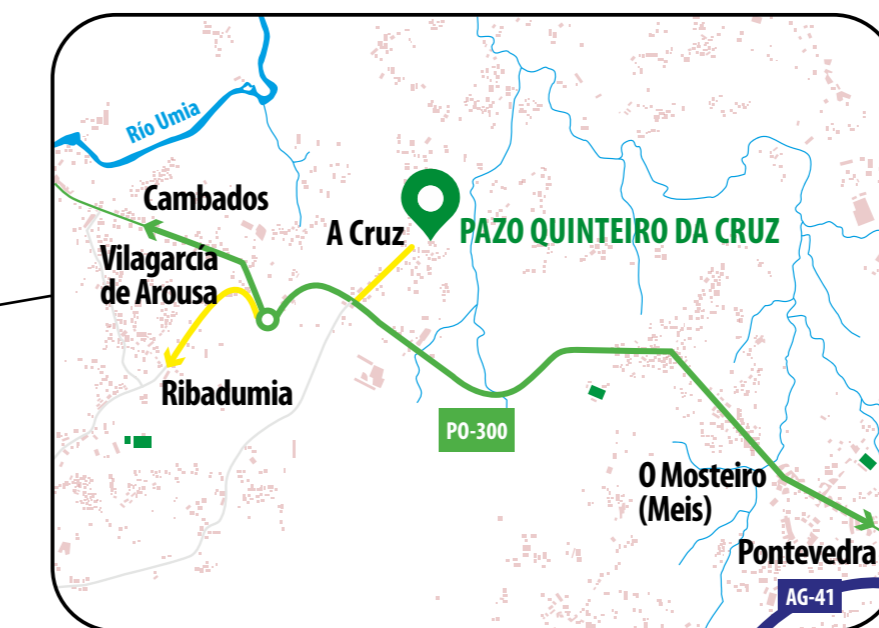 Río Umia
Cambados
A Cruz
PAZO QUINTEIRO DA CRUZ
Vilagarcía
de Arousa
Ribadumia
PO-300
O Mosteiro
(Meis)
Pontevedra
AG-41